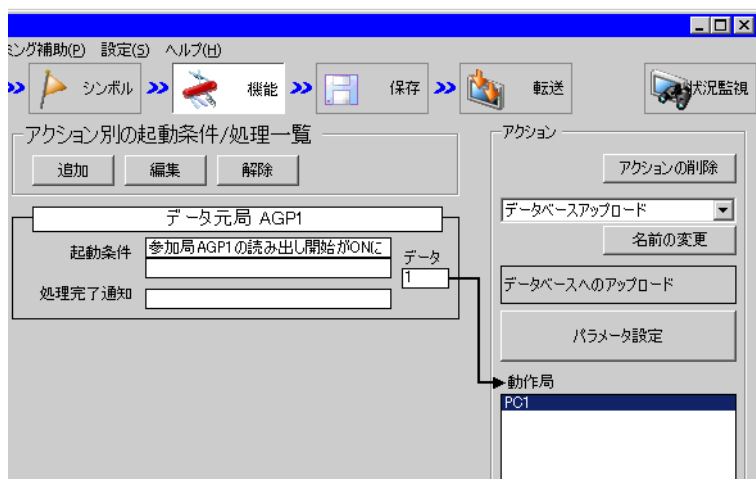 ミング補助(P) 設定(S) ヘルプ(H)
シンボル 機能 保存 転送 状況監視
アクション別の起動条件/処理一覧
追加 編集 解除
データ元局 AGP1
起動条件 参加局AGP1の読み出し開始がONに
データ
1
処理完了通知
アクション
アクションの削除
データベースアップロード
名前の変更
データベースへのアップロード
パラメータ設定
動作局
PC1